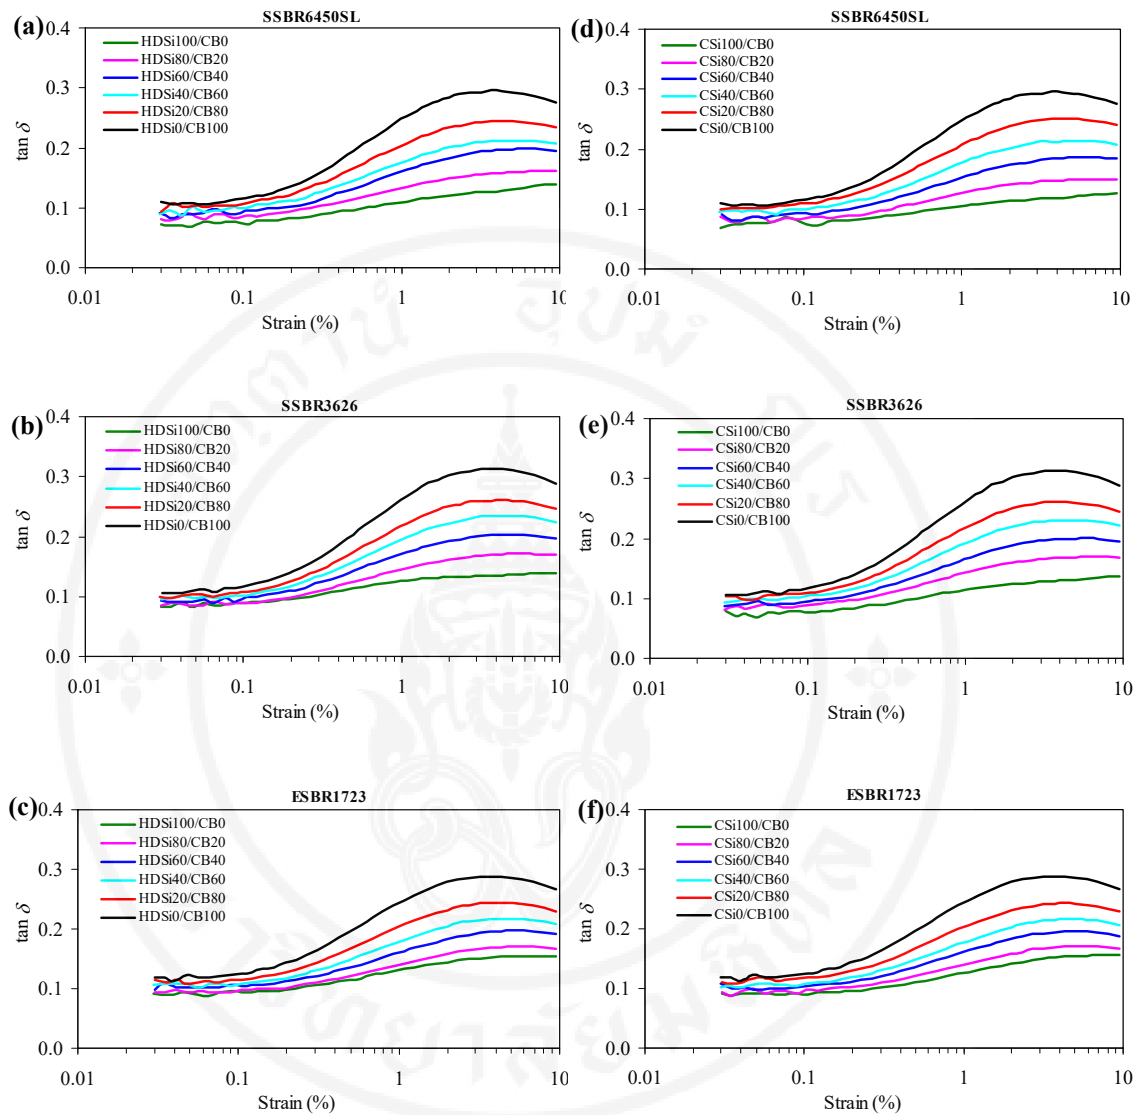 (a)
SSBR6450SL
HDSi100/CB0
HDSi80/CB20
HDSi60/CB40
HDSi40/CB60
HDSi20/CB80
HDSi0/CB100
0.4
0.3
0.2
0.1
0.0
tan δ
0.01 0.1 1 10
Strain (%)
(d)
SSBR6450SL
CSi100/CB0
CSi80/CB20
CSi60/CB40
CSi40/CB60
CSi20/CB80
CSi0/CB100
0.4
0.3
0.2
0.1
0.0
tan δ
0.01 0.1 1 10
Strain (%)
(b)
SSBR3626
HDSi100/CB0
HDSi80/CB20
HDSi60/CB40
HDSi40/CB60
HDSi20/CB80
HDSi0/CB100
0.4
0.3
0.2
0.1
0.0
tan δ
0.01 0.1 1 10
Strain (%)
(e)
SSBR3626
CSi100/CB0
CSi80/CB20
CSi60/CB40
CSi40/CB60
CSi20/CB80
CSi0/CB100
0.4
0.3
0.2
0.1
0.0
tan δ
0.01 0.1 1 10
Strain (%)
(c)
ESBR1723
HDSi100/CB0
HDSi80/CB20
HDSi60/CB40
HDSi40/CB60
HDSi20/CB80
HDSi0/CB100
0.4
0.3
0.2
0.1
0.0
tan δ
0.01 0.1 1 10
Strain (%)
(f)
ESBR1723
CSi100/CB0
CSi80/CB20
CSi60/CB40
CSi40/CB60
CSi20/CB80
CSi0/CB100
0.4
0.3
0.2
0.1
0.0
tan δ
0.01 0.1 1 10
Strain (%)